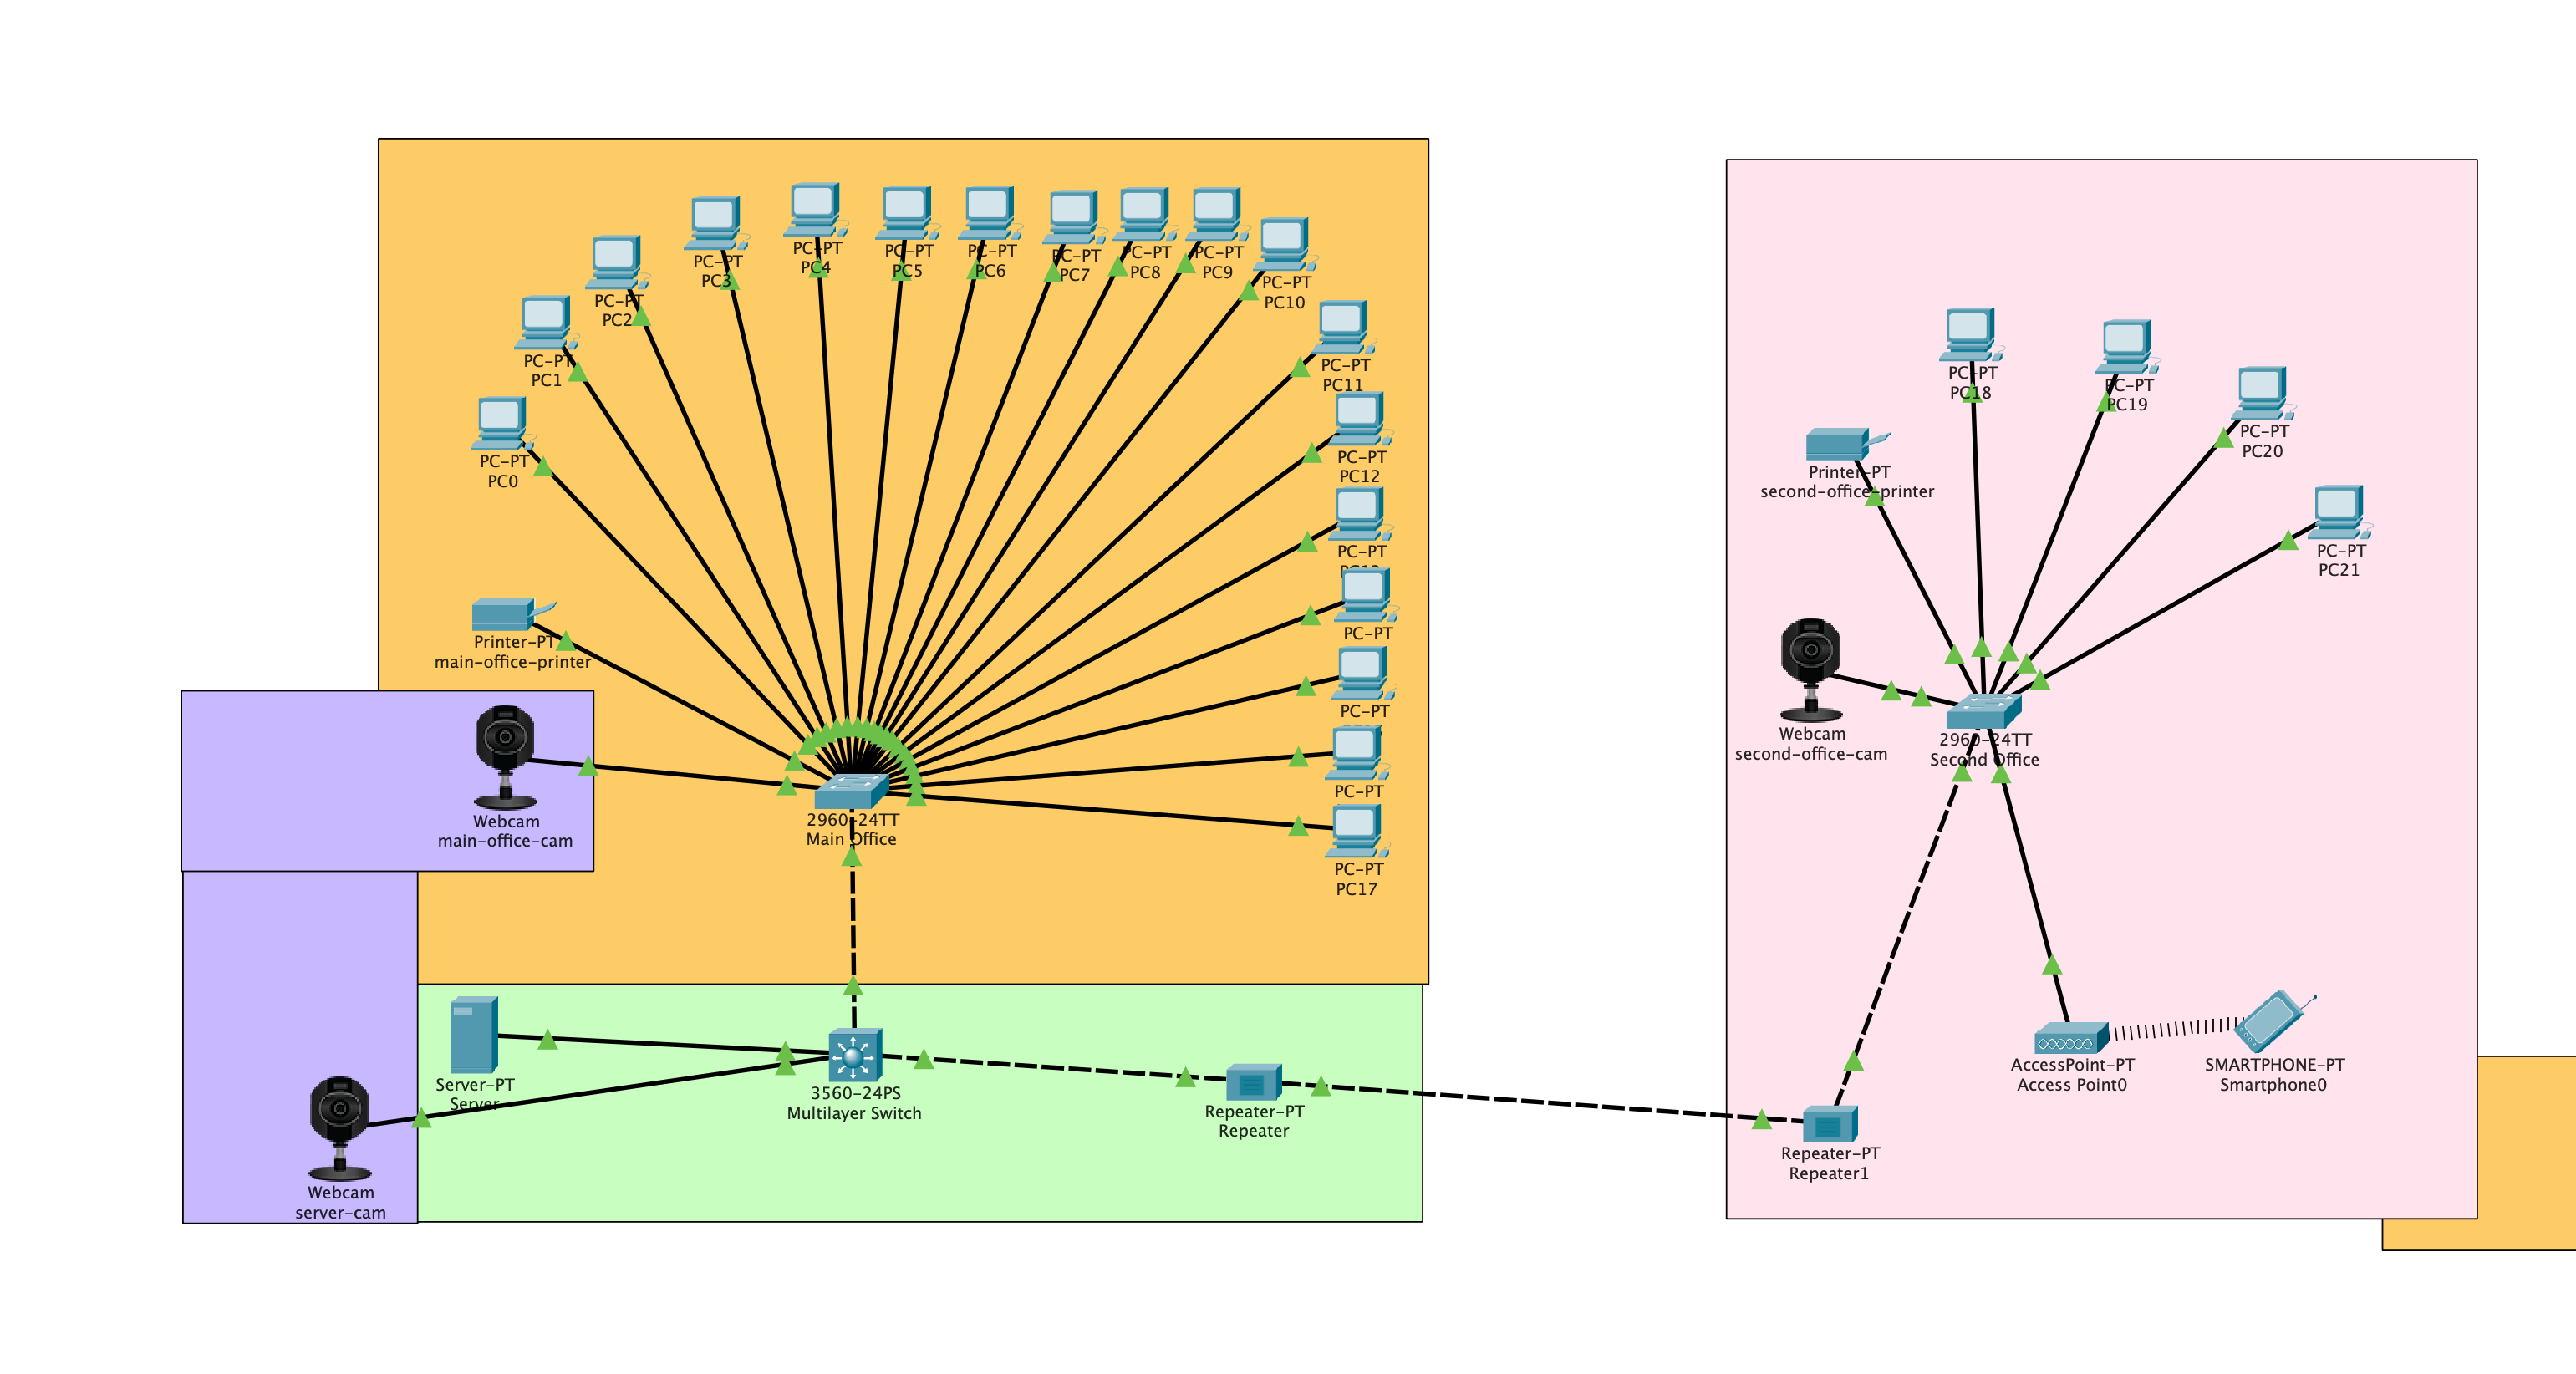 PC-PT
PC0
PC-PT
PC1
PC-PT
PC2
PC-PT
PC3
PC-PT
PC4
PC-PT
PC5
PC-PT
PC6
PC-PT
PC7
PC-PT
PC8
PC-PT
PC9
PC-PT
PC10
PC-PT
PC11
PC-PT
PC12
PC-PT
PC-PT
PC-PT
PC-PT
PC-PT
PC17
Printer-PT
main-office-printer
Webcam
main-office-cam
2960-24TT
Main Office
Server-PT
Server
Webcam
server-cam
3560-24PS
Multilayer Switch
Repeater-PT
Repeater
PC-PT
PC18
PC-PT
PC19
PC-PT
PC20
PC-PT
PC21
Printer-PT
second-office-printer
Webcam
second-office-cam
2960-24TT
Second Office
AccessPoint-PT
Access Point0
SMARTPHONE-PT
Smartphone0
Repeater-PT
Repeater1